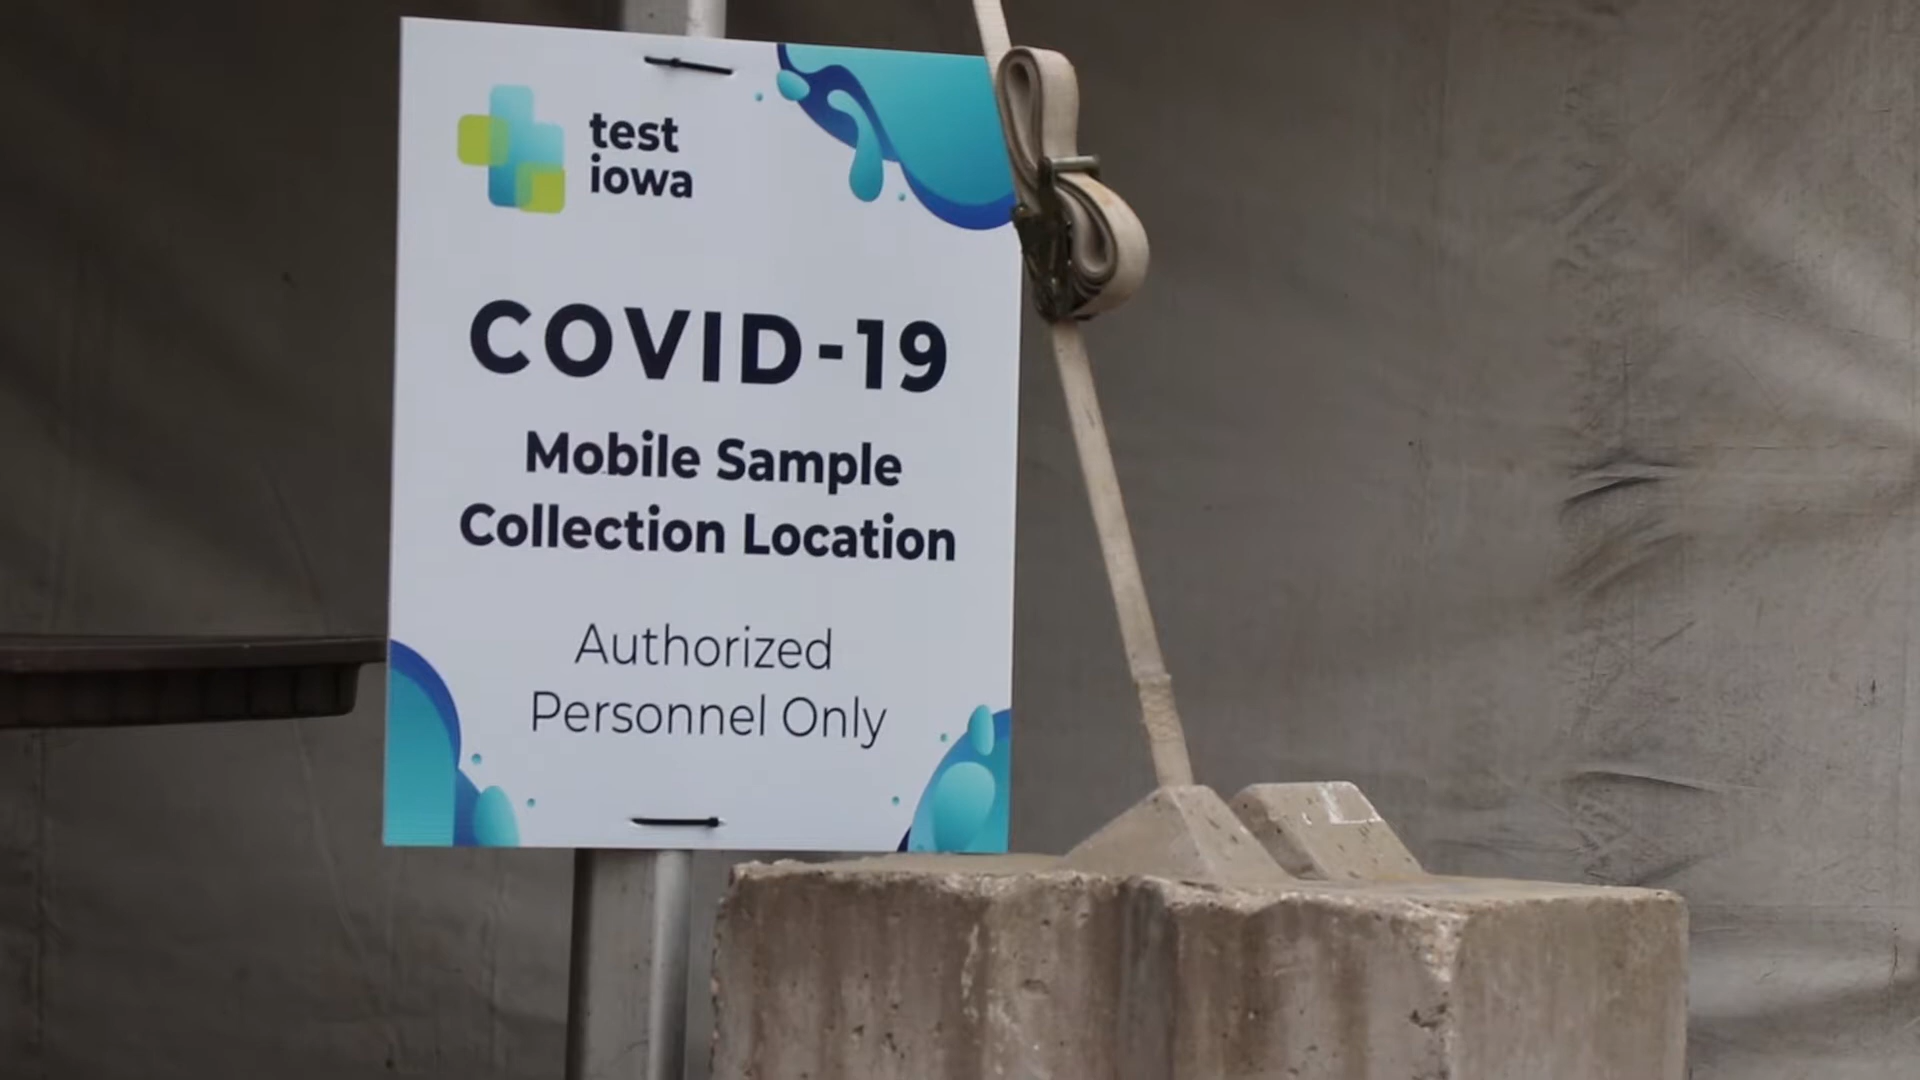 test
iowa
COVID-19
Mobile Sample
Collection Location
Authorized
Personnel Only